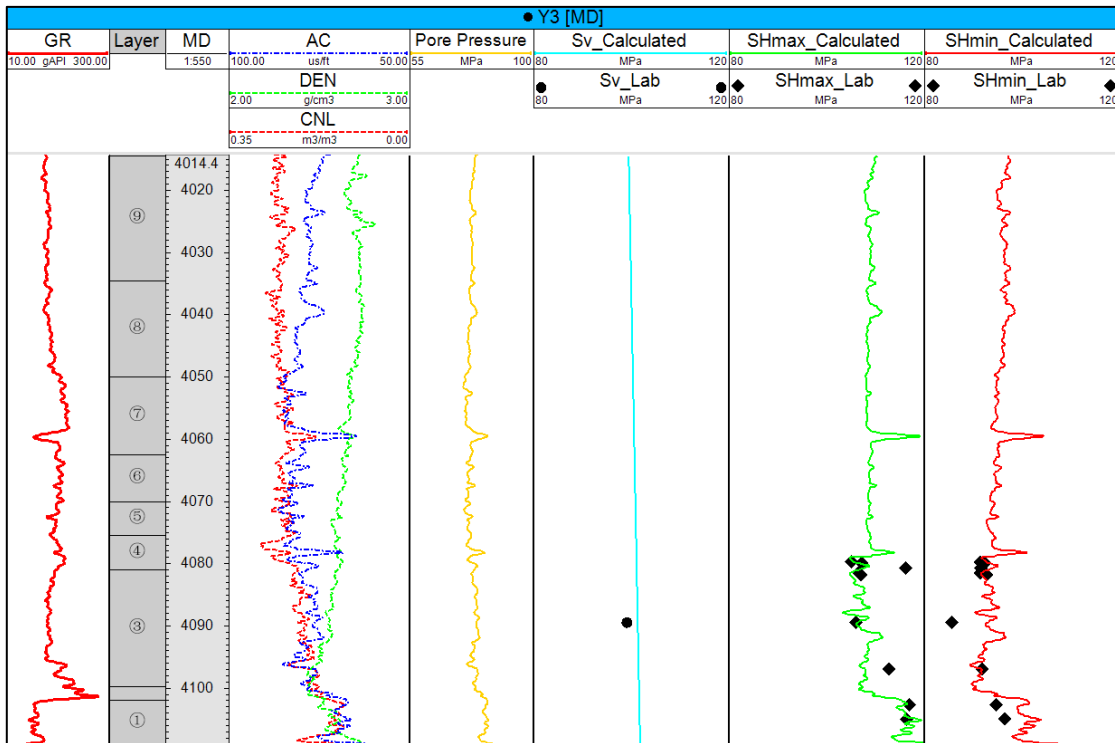 ● Y3 [MD]
GR Layer MD AC Pore Pressure Sv_Calculated SHmax_Calculated SHmin_Calculated
10.00 gAPI 300.00 1:550 100.00 us/ft 50.00 55 MPa 100 80 MPa 120 80 MPa 120 80 MPa 120
DEN Sv_Lab SHmax_Lab SHmin_Lab
2.00 g/cm3 3.00 80 MPa 120 80 MPa 120 80 MPa 120
CNL
0.35 m3/m3 0.00
4014.4
4020
⑨
4030
⑧ 4040
4050
⑦
4060
⑥
4070
⑤
④
4080
③ 4090
4100
①